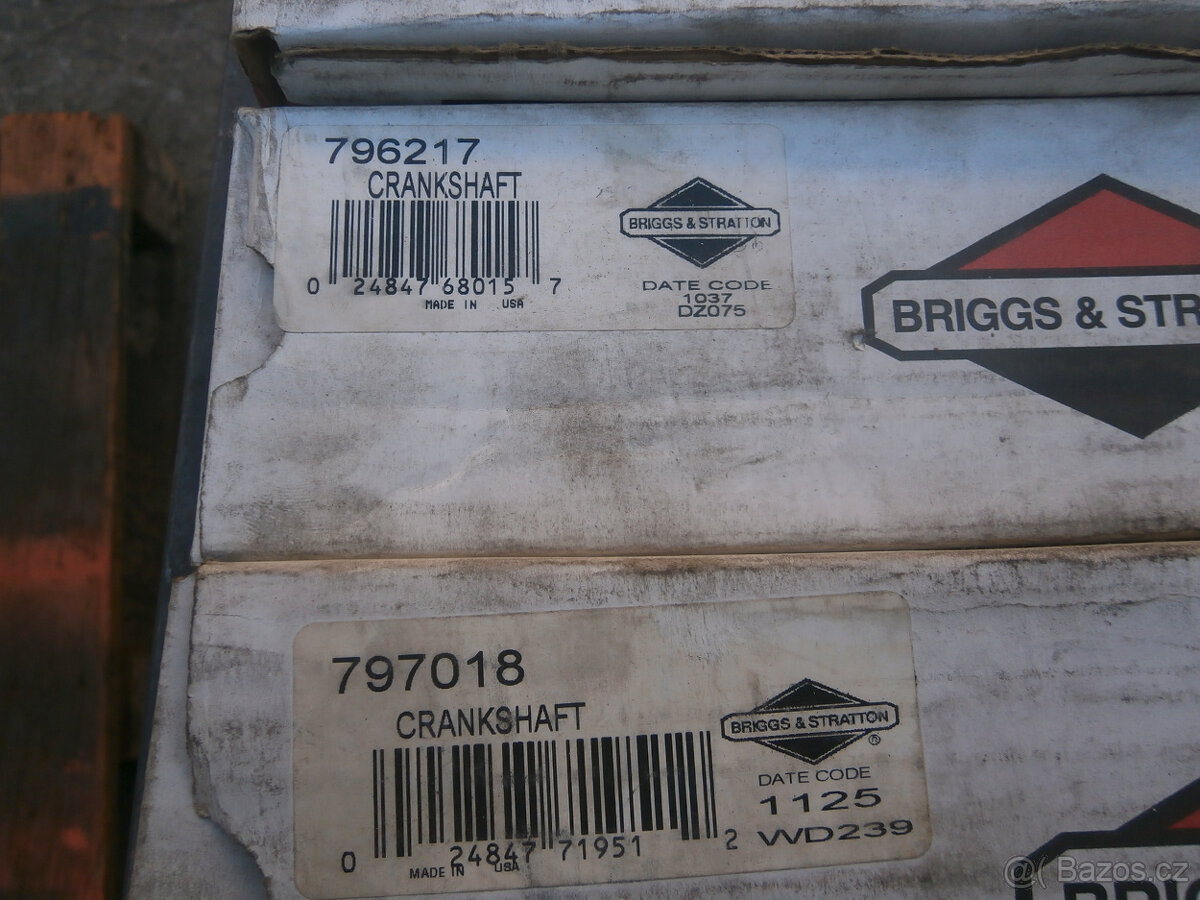 796217
CRANKSHAFT
0 24847 68015 7
MADE IN USA
BRIGGS & STRATTON
DATE CODE
1037
DZ075
BRIGGS & STR
797018
CRANKSHAFT
0 24847 71951 2
MADE IN USA
BRIGGS & STRATTON
®
DATE CODE
1125
WD239
BRIG
@( Bazos.cz